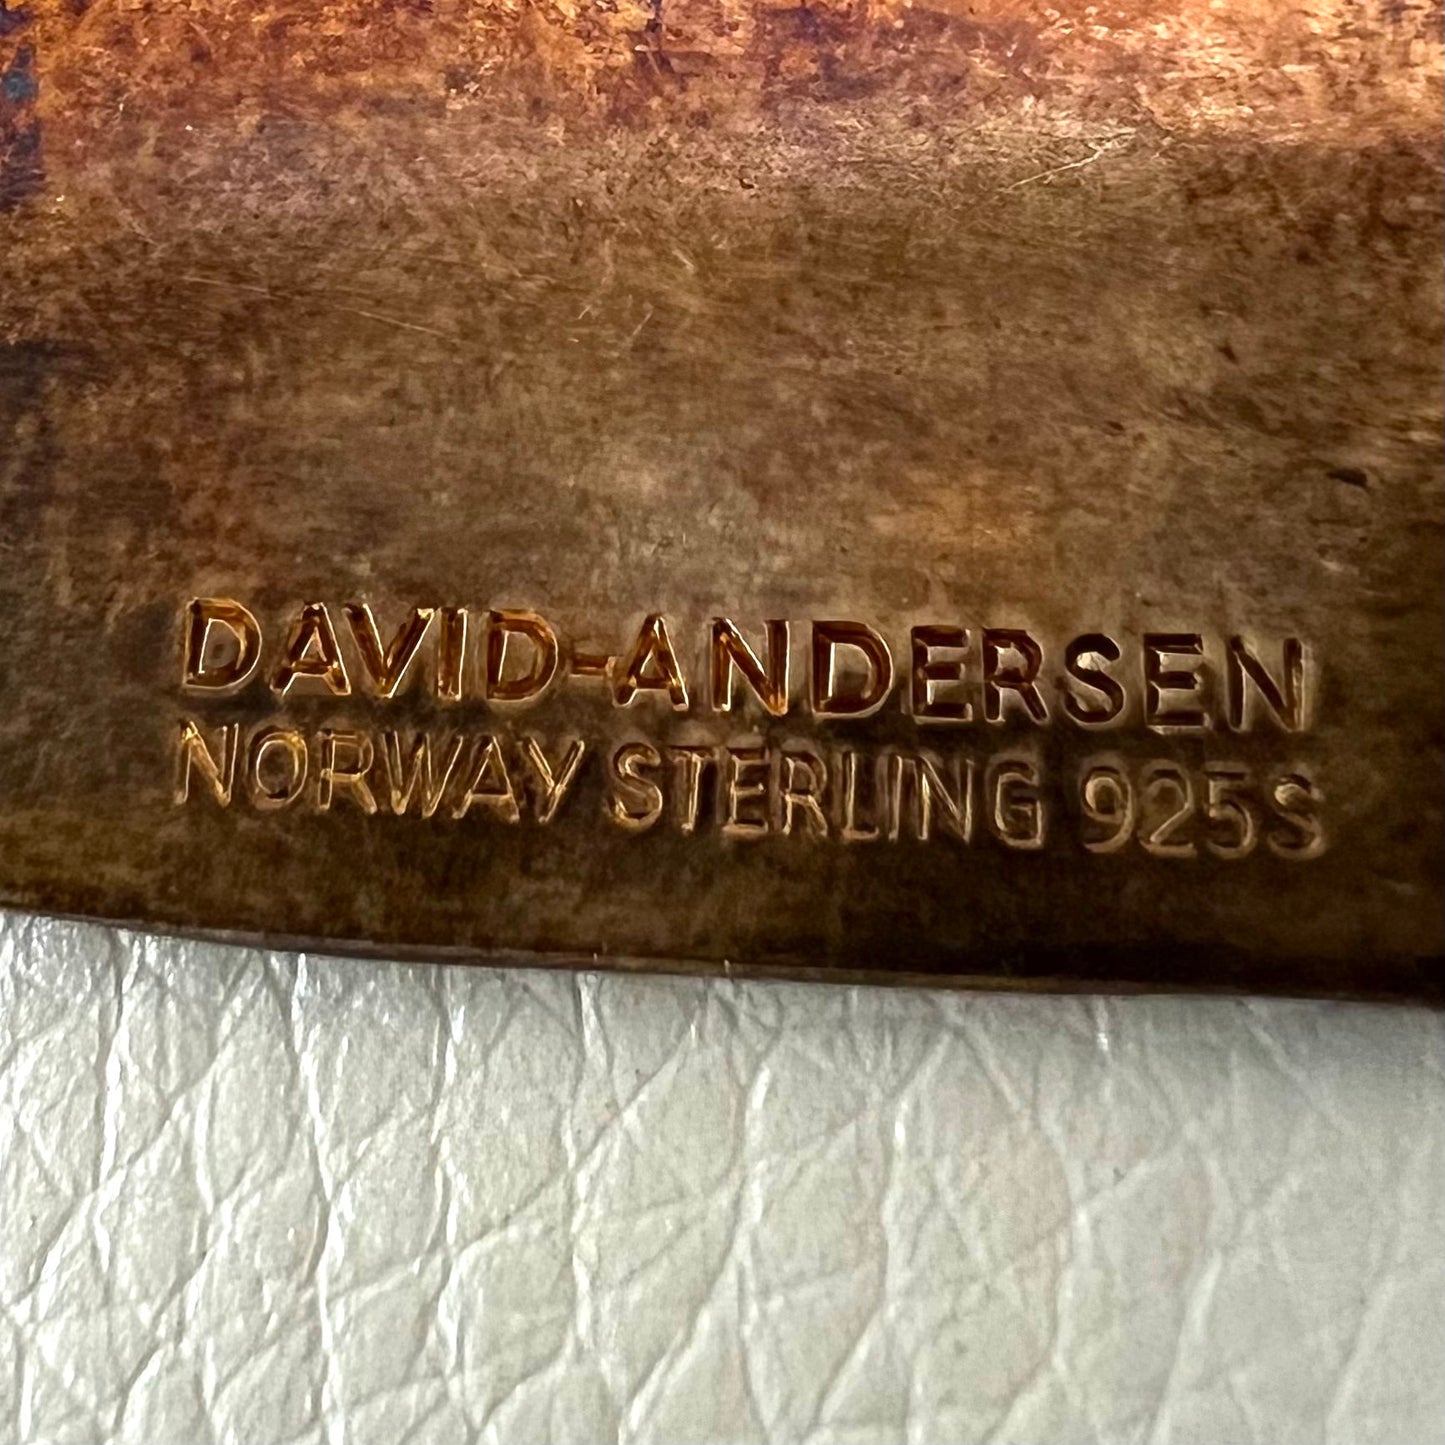 DAVID-ANDERSEN
NORWAY STERLING 925S